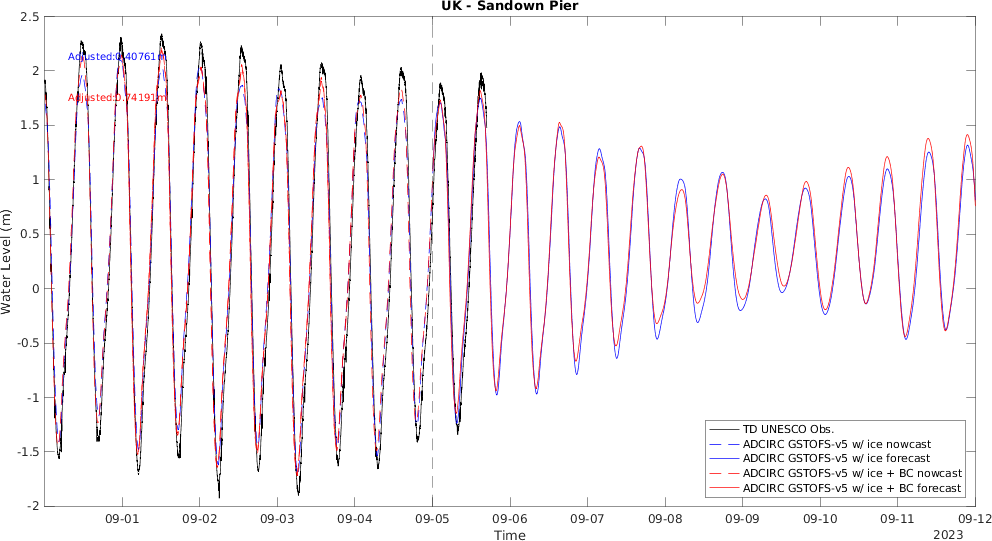 UK - Sandown Pier
2.5
2
1.5
1
0.5
0
-0.5
-1
-1.5
-2
Water Level (m)
Adjusted:0.40761m
Adjusted:0.74191m
TD UNESCO Obs.
ADCIRC GSTOFS-v5 w/ ice nowcast
ADCIRC GSTOFS-v5 w/ ice forecast
ADCIRC GSTOFS-v5 w/ ice + BC nowcast
ADCIRC GSTOFS-v5 w/ ice + BC forecast
09-01 09-02 09-03 09-04 09-05 09-06 09-07 09-08 09-09 09-10 09-11 09-12
Time
2023